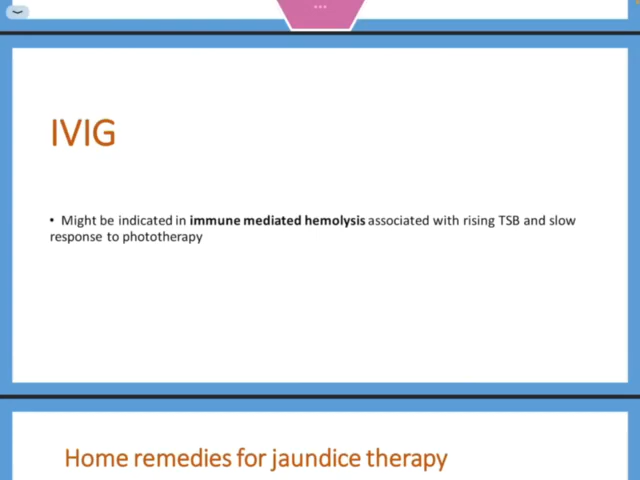 IVIG
• Might be indicated in immune mediated hemolysis associated with rising TSB and slow
response to phototherapy
Home remedies for jaundice therapy